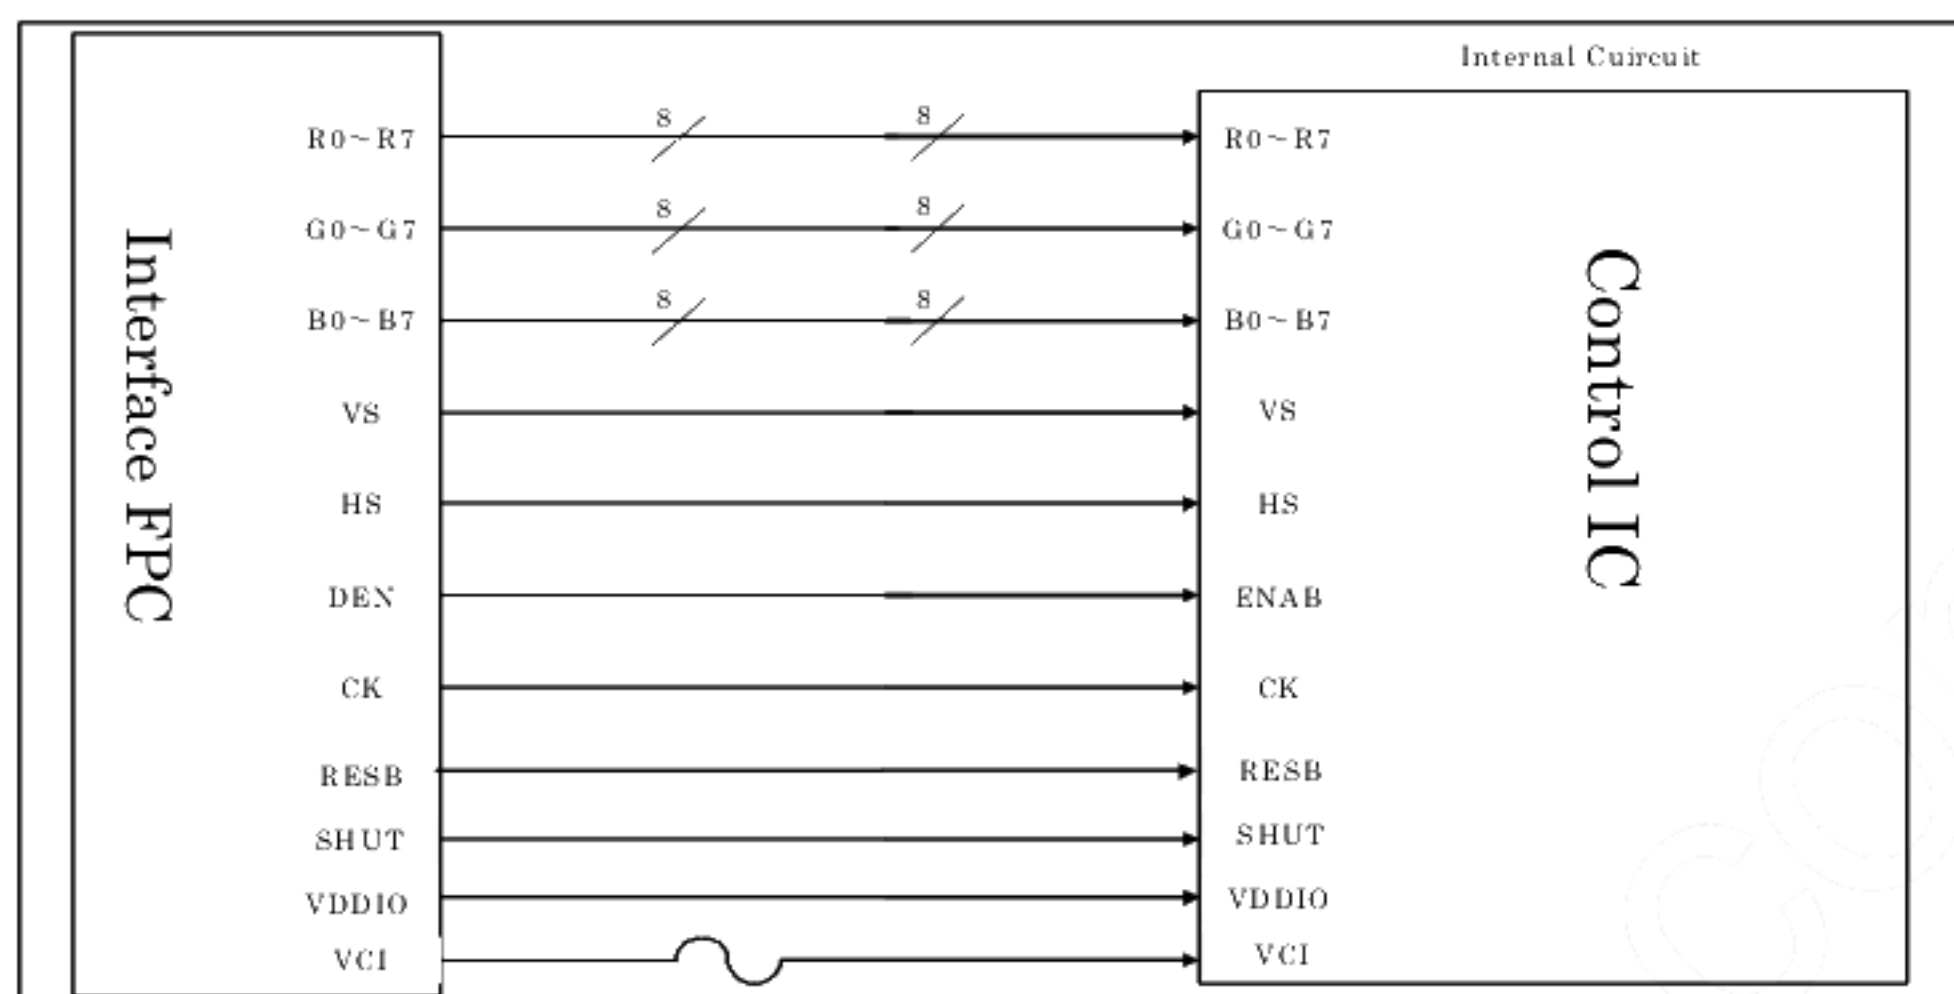 Internal Cuircuit
Interface FPC
Control IC
R0~R7 8 8 R0~R7
G0~G7 8 8 G0~G7
B0~B7 8 8 B0~B7
VS VS
HS HS
DEN ENAB
CK CK
RESB RESB
SHUT SHUT
VDDIO VDDIO
VCI VCI